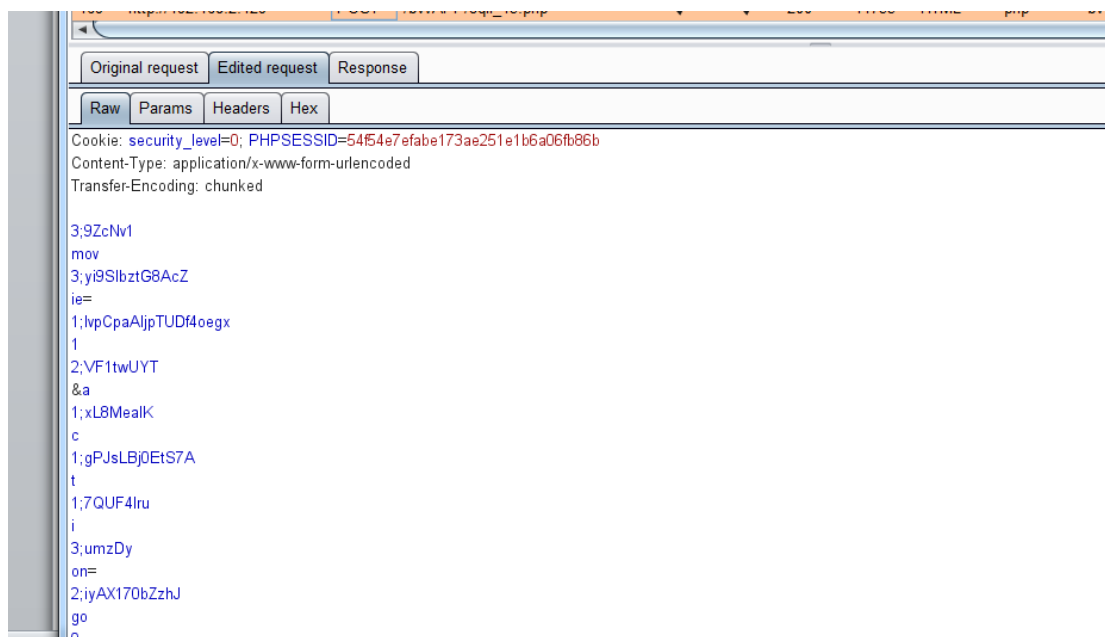 Original request Edited request Response
Raw Params Headers Hex
Cookie: security_level=0; PHPSESSID=54f54e7efabe173ae251e1b6a06fb86b
Content-Type: application/x-www-form-urlencoded
Transfer-Encoding: chunked
3;9ZcNv1
mov
3;yi9SlbztG8AcZ
ie=
1;lvpCpaAljpTUDf4oegx
1
2;VF1twUYT
&a
1;xL8MealK
c
1;gPJsLBj0EtS7A
t
1;7QUF4lru
i
3;umzDy
on=
2;iyAX170bZzhJ
go